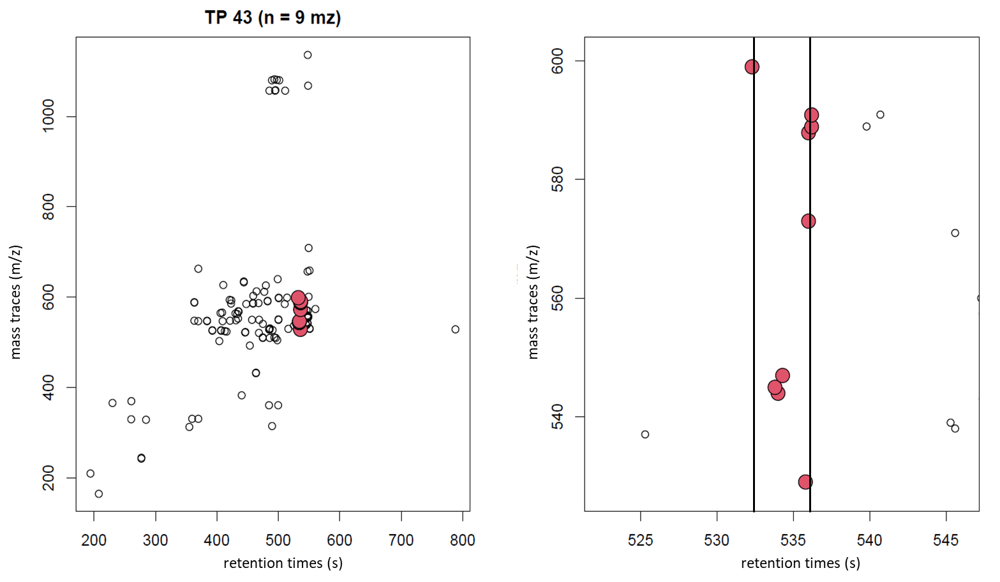 TP 43 (n = 9 mz)
mass traces (m/z)
1000
800
600
400
200
200 300 400 500 600 700 800
retention times (s)
mass traces (m/z)
600
580
560
540
525 530 535 540 545
retention times (s)